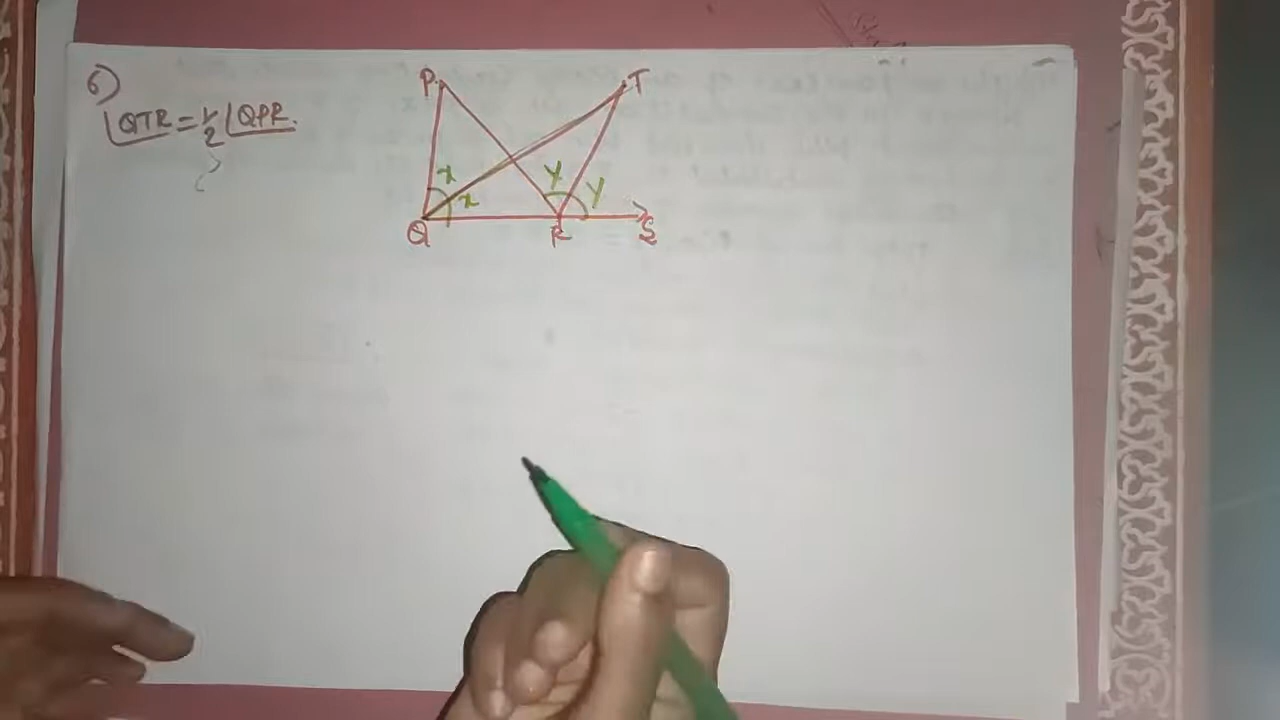 6)
∠QTR = 1/2 ∠QPR.
P T
x x y y
Q R S